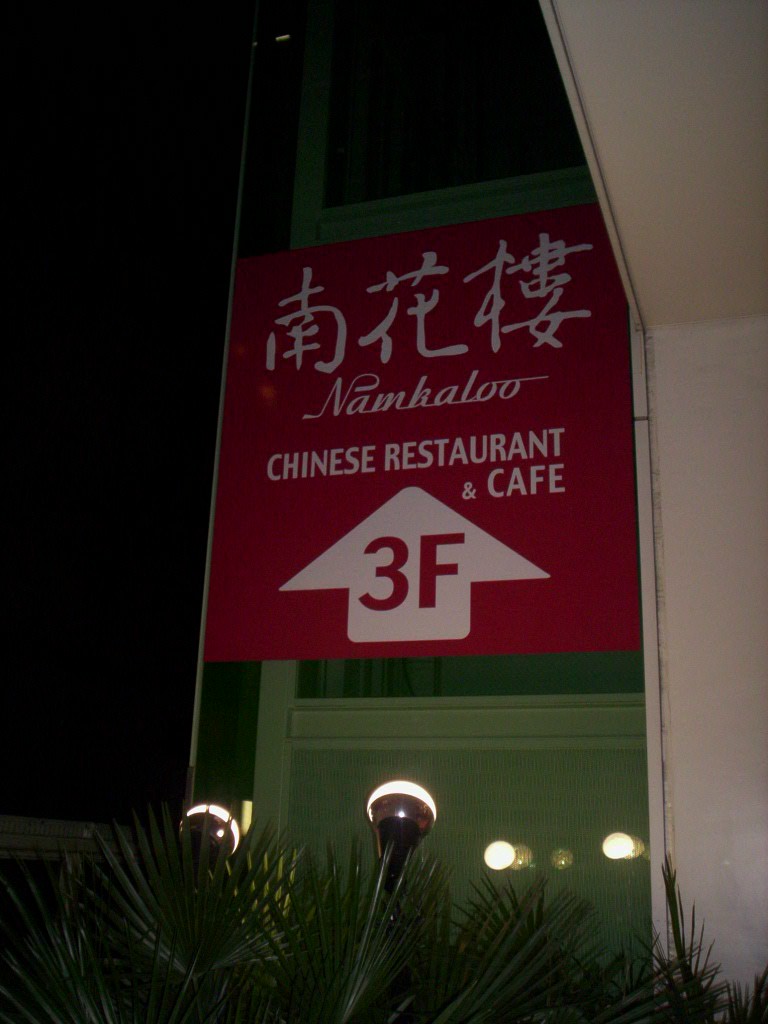 南花樓
Namkaloo
CHINESE RESTAURANT
& CAFE
3F